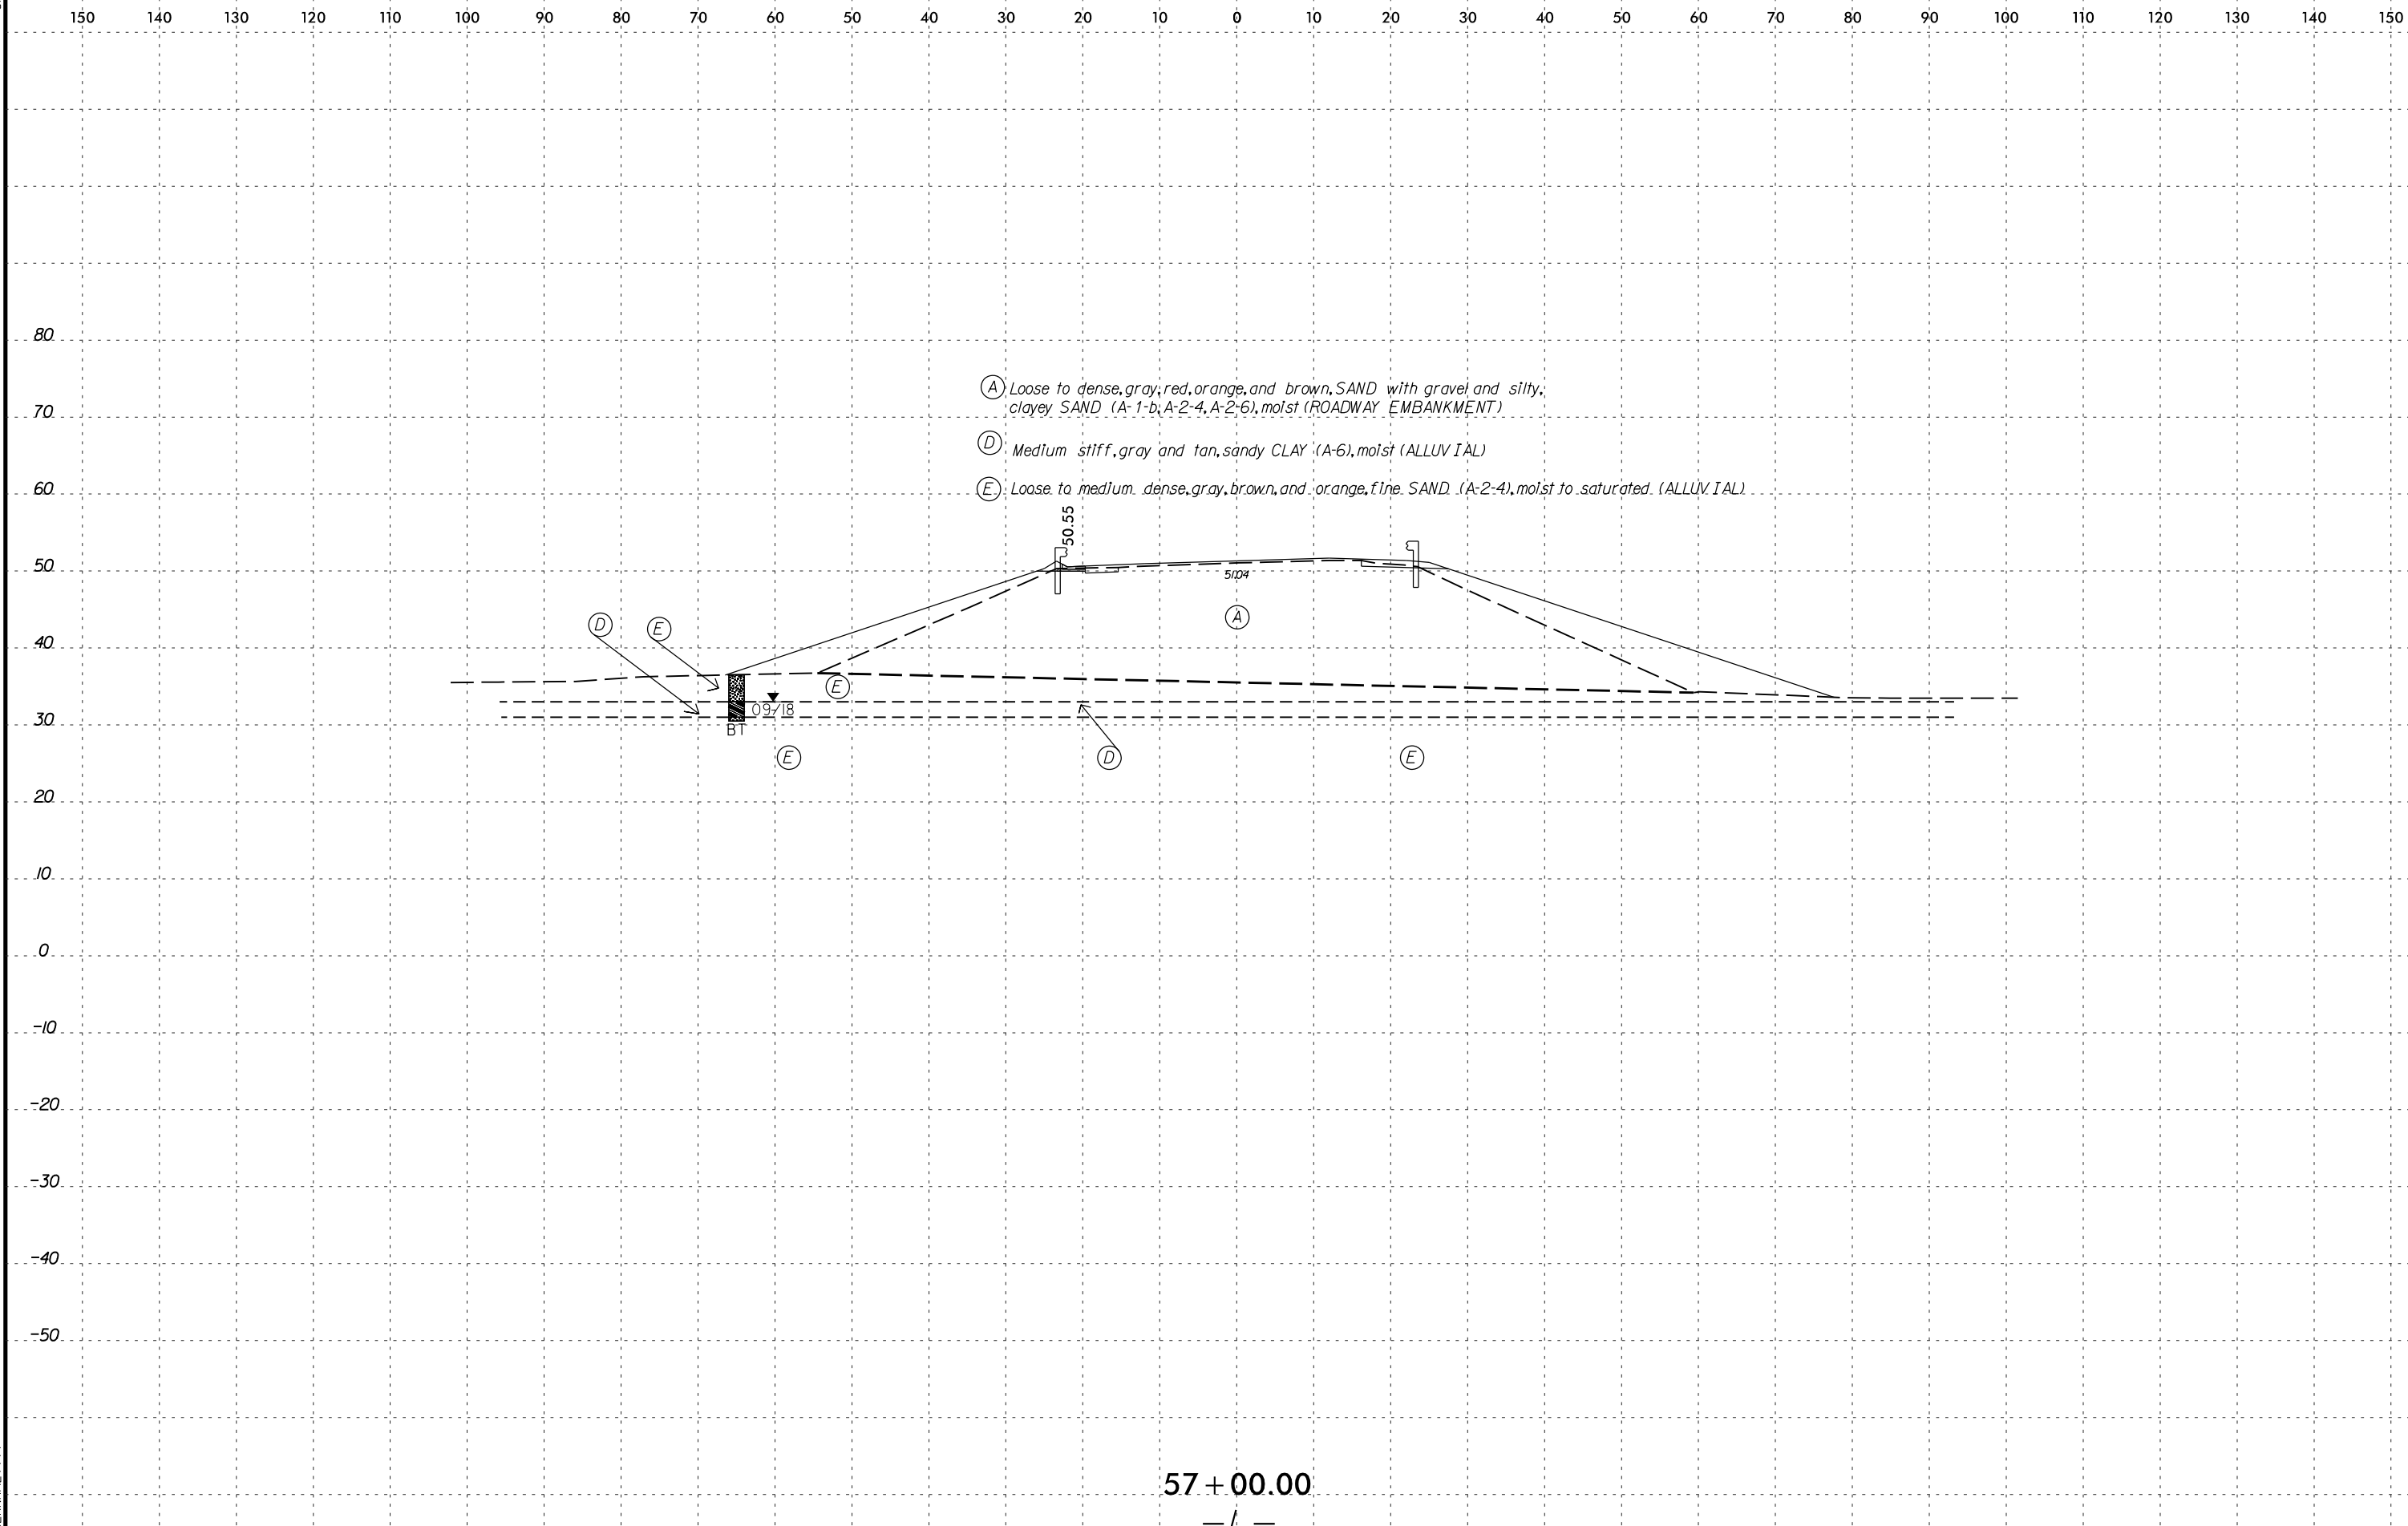 150 140 130 120 110 100 90 80 70 60 50 40 30 20 10 0 10 20 30 40 50 60 70 80 90 100 110 120 130 140 150
80
A Loose to dense, gray, red, orange, and brown, SAND with gravel and silty,
70
clayey SAND (A-1-b, A-2-4, A-2-6), moist (ROADWAY EMBANKMENT)
D Medium stiff, gray and tan, sandy CLAY (A-6), moist (ALLUVIAL)
60
E Loose to medium dense, gray, brown, and orange, fine SAND (A-2-4), moist to saturated (ALLUVIAL)
50.55
50
51.04
A
D E
40
E
09/18
30
BT
E D E
20
10
0
-10
-20
-30
-40
-50
57+00.00